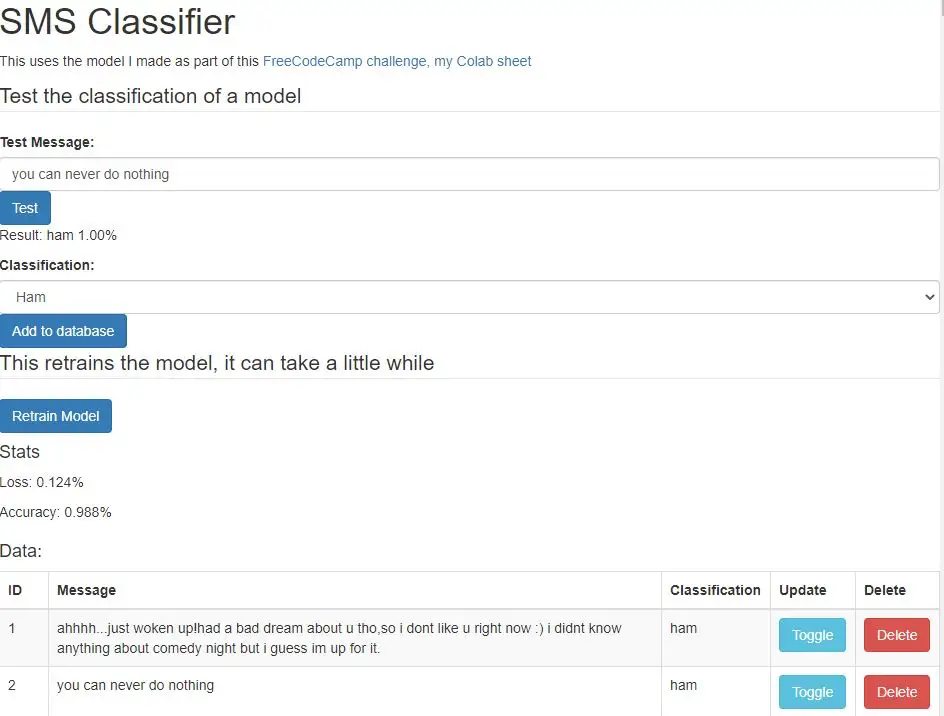 SMS Classifier
This uses the model I made as part of this FreeCodeCamp challenge, my Colab sheet
Test the classification of a model
Test Message:
you can never do nothing
Test
Result: ham 1.00%
Classification:
Ham
Add to database
This retrains the model, it can take a little while
Retrain Model
Stats
Loss: 0.124%
Accuracy: 0.988%
Data:
ID Message Classification Update Delete
1 ahhhh...just woken up!had a bad dream about u tho,so i dont like u right now :) i didnt know ham Toggle Delete
anything about comedy night but i guess im up for it.
2 you can never do nothing ham Toggle Delete